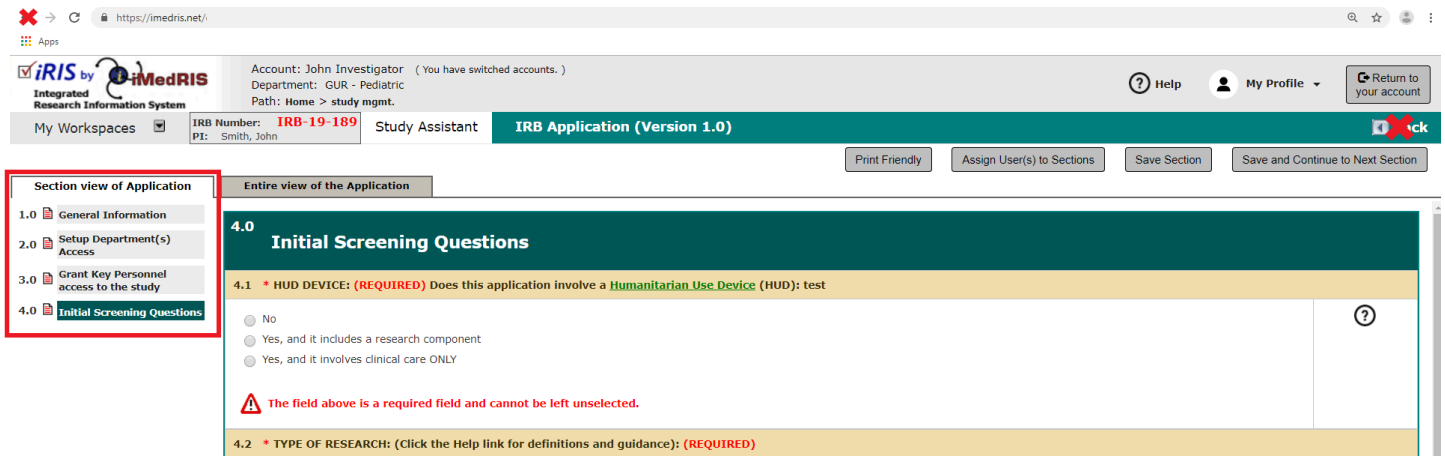 https://imedris.net/
Apps
iRIS by iMedRIS
Integrated
Research Information System
Account: John Investigator ( You have switched accounts. )
Department: GUR - Pediatric
Path: Home > study mgmt.
? Help
My Profile
Return to
your account
My Workspaces
IRB Number: IRB-19-189
PI: Smith, John
Study Assistant
IRB Application (Version 1.0)
ck
Print Friendly
Assign User(s) to Sections
Save Section
Save and Continue to Next Section
Section view of Application
Entire view of the Application
1.0 General Information
2.0 Setup Department(s)
Access
3.0 Grant Key Personnel
access to the study
4.0 Initial Screening Questions
4.0
Initial Screening Questions
4.1 * HUD DEVICE: (REQUIRED) Does this application involve a Humanitarian Use Device (HUD): test
No
?
Yes, and it includes a research component
Yes, and it involves clinical care ONLY
The field above is a required field and cannot be left unselected.
4.2 * TYPE OF RESEARCH: (Click the Help link for definitions and guidance): (REQUIRED)